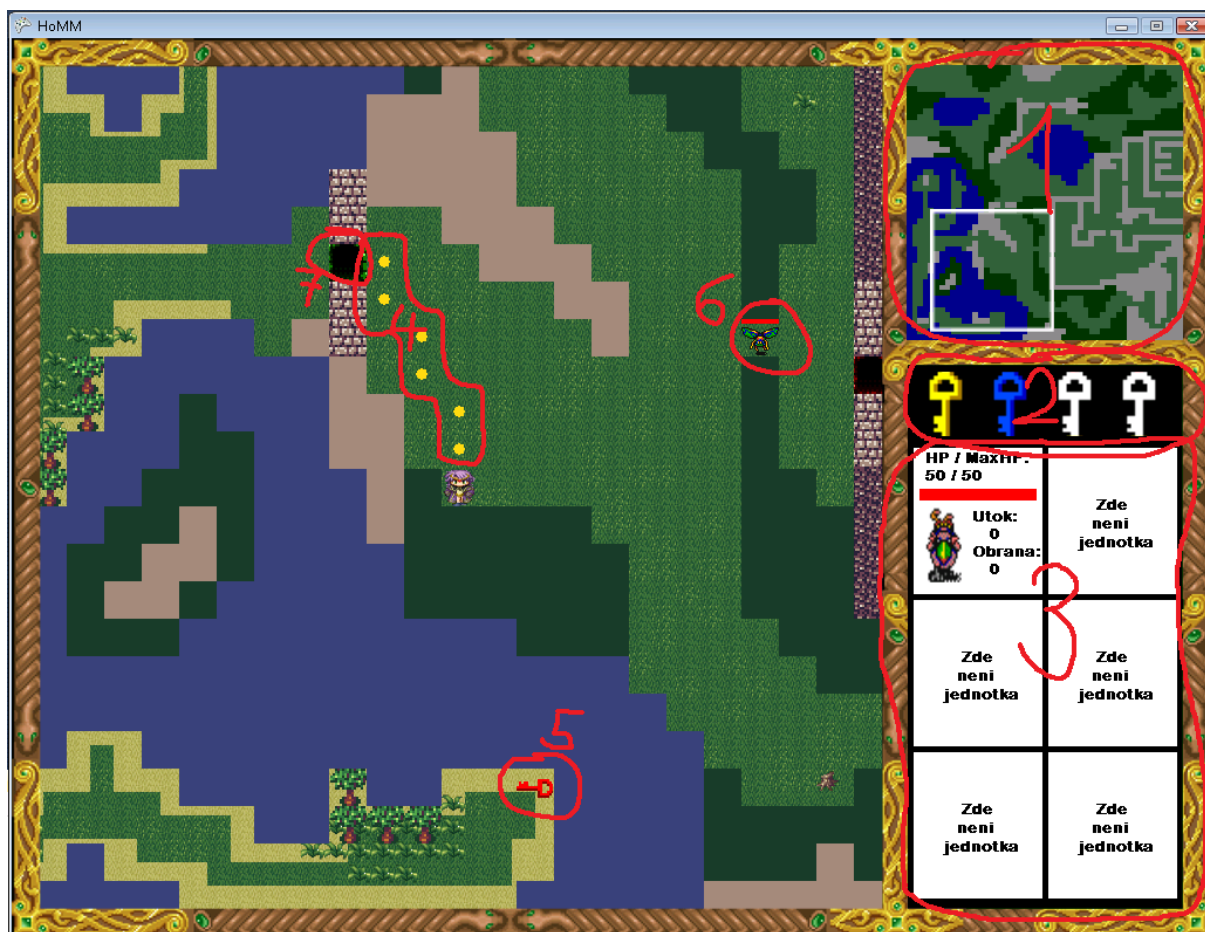 HoMM
1
2
HP / MaxHP:
50 / 50
Utok:
0
Obrana:
0
Zde
neni
jednotka
3
Zde
neni
jednotka
Zde
neni
jednotka
Zde
neni
jednotka
Zde
neni
jednotka
7
4
6
5